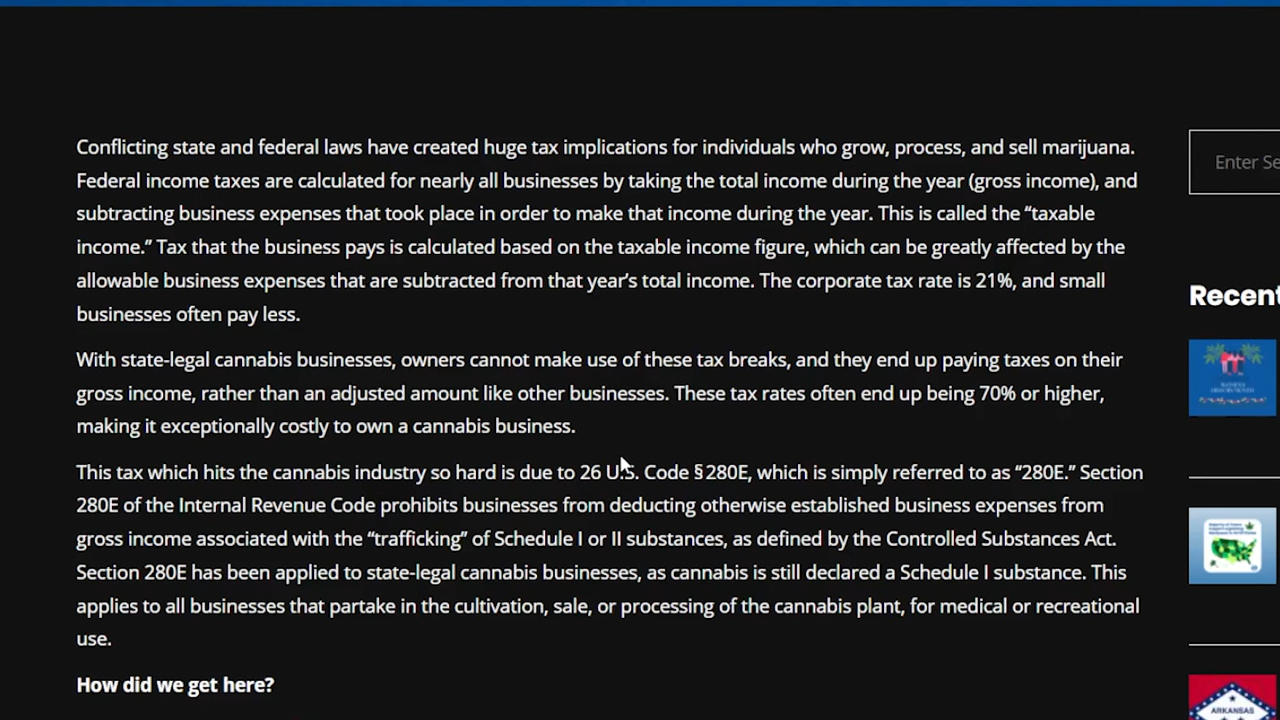 Conflicting state and federal laws have created huge tax implications for individuals who grow, process, and sell marijuana.
Federal income taxes are calculated for nearly all businesses by taking the total income during the year (gross income), and
subtracting business expenses that took place in order to make that income during the year. This is called the “taxable
income.” Tax that the business pays is calculated based on the taxable income figure, which can be greatly affected by the
allowable business expenses that are subtracted from that year’s total income. The corporate tax rate is 21%, and small
businesses often pay less.
With state-legal cannabis businesses, owners cannot make use of these tax breaks, and they end up paying taxes on their
gross income, rather than an adjusted amount like other businesses. These tax rates often end up being 70% or higher,
making it exceptionally costly to own a cannabis business.
This tax which hits the cannabis industry so hard is due to 26 U.S. Code § 280E, which is simply referred to as “280E.” Section
280E of the Internal Revenue Code prohibits businesses from deducting otherwise established business expenses from
gross income associated with the “trafficking” of Schedule I or II substances, as defined by the Controlled Substances Act.
Section 280E has been applied to state-legal cannabis businesses, as cannabis is still declared a Schedule I substance. This
applies to all businesses that partake in the cultivation, sale, or processing of the cannabis plant, for medical or recreational
use.
How did we get here?
Enter Se
Recent
ARKANSAS